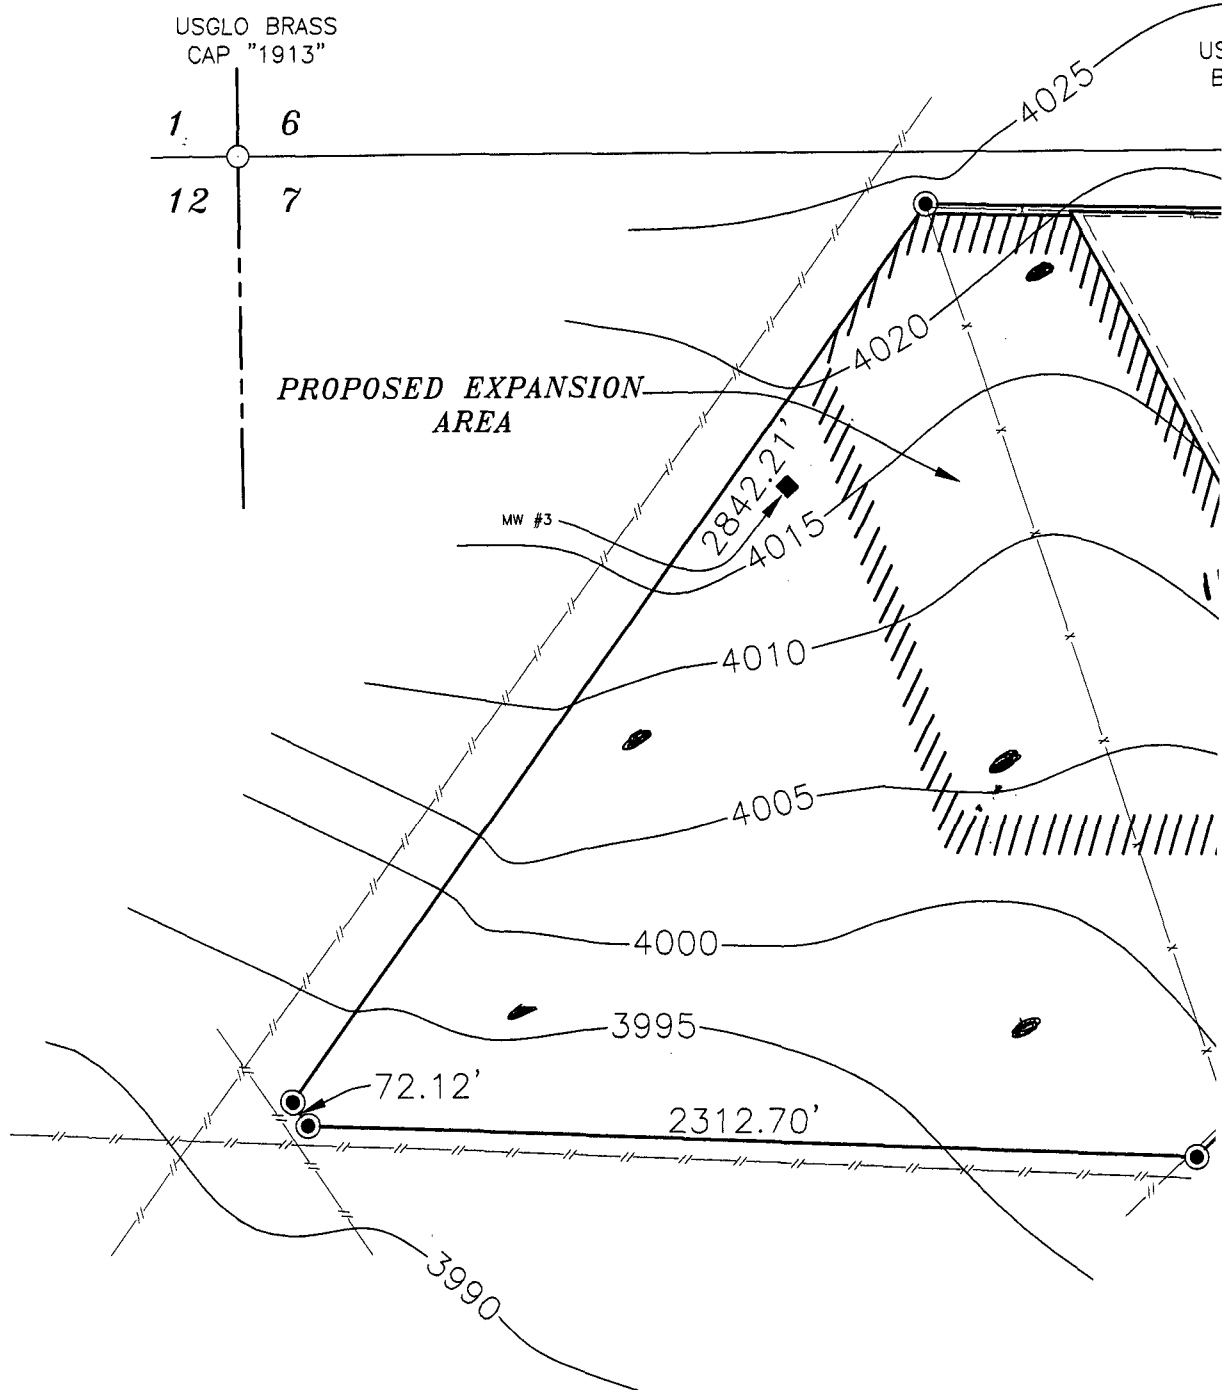 USGLO BRASS
CAP "1913"
US
B
1 6
12 7
4025
4020
PROPOSED EXPANSION
AREA
2842.21'
MW #3
4015
4010
4005
4000
3995
72.12'
2312.70'
3990